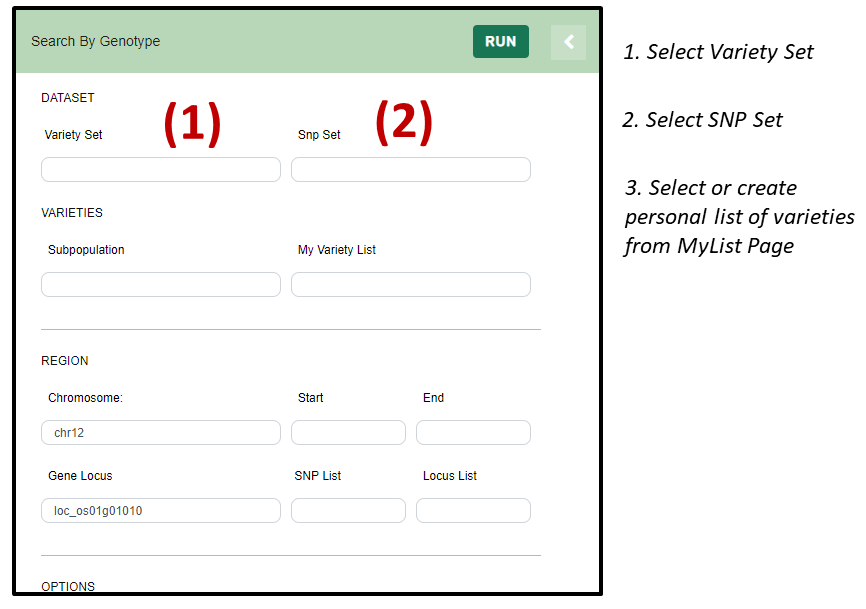 Search By Genotype
RUN
DATASET
Variety Set
(1)
Snp Set
(2)
VARIETIES
Subpopulation
My Variety List
REGION
Chromosome:
Start
End
chr12
Gene Locus
SNP List
Locus List
loc_os01g01010
OPTIONS
1. Select Variety Set
2. Select SNP Set
3. Select or create
personal list of varieties
from MyList Page